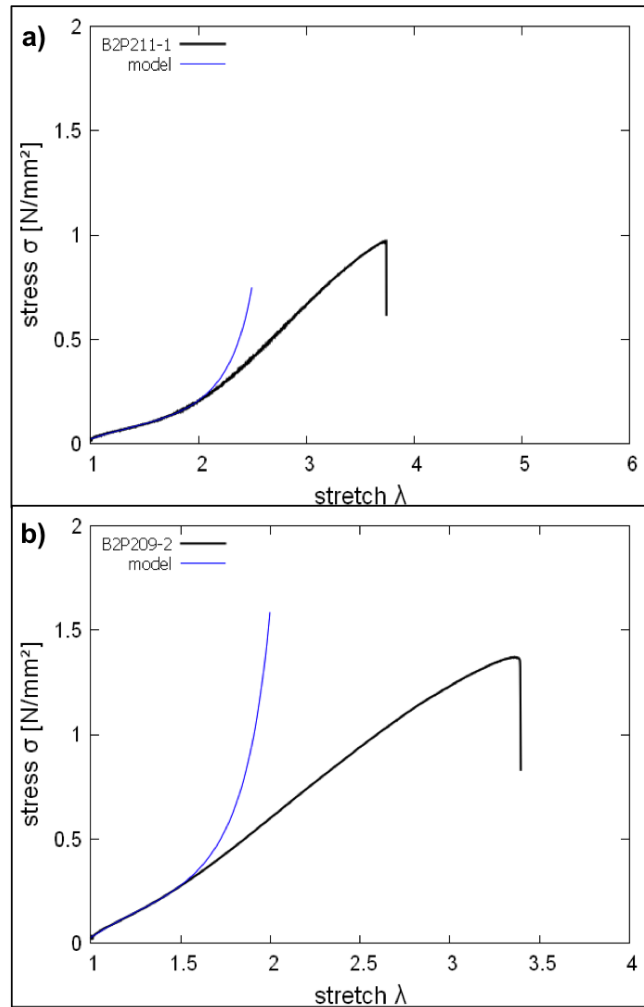 a)
B2P211-1
model
2
1.5
1
0.5
0
stress σ [N/mm²]
1 2 3 4 5 6
stretch λ
b)
B2P209-2
model
2
1.5
1
0.5
0
stress σ [N/mm²]
1 1.5 2 2.5 3 3.5 4
stretch λ